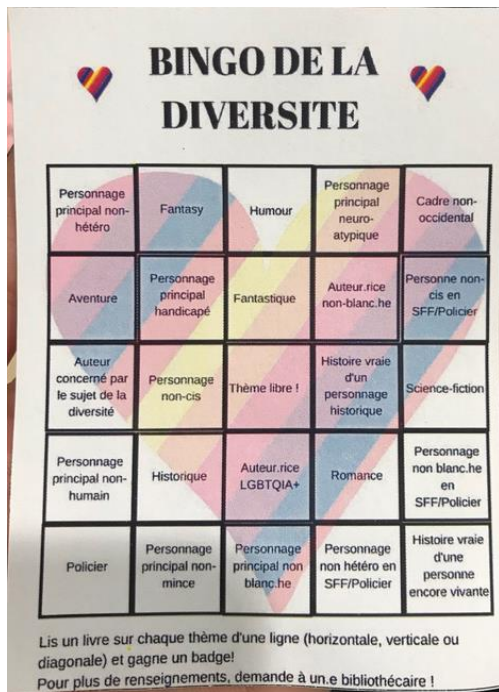 BINGO DE LA
DIVERSITE
Personnage
principal non-
hétéro
Fantasy
Humour
Personnage
principal
neuro-
atypique
Cadre non-
occidental
Aventure
Personnage
principal
handicapé
Fantastique
Auteur.rice
non-blanc.he
Personne non-
cis en
SFF/Policier
Auteur
concerné par
le sujet de la
diversité
Personnage
non-cis
Thème libre !
Histoire vraie
d'un
personnage
historique
Science-fiction
Personnage
principal non-
humain
Historique
Auteur.rice
LGBTQIA+
Romance
Personnage
non blanc.he
en
SFF/Policier
Policier
Personnage
principal non-
mince
Personnage
principal non
blanc.he
Personnage
non hétéro en
SFF/Policier
Histoire vraie
d'une
personne
encore vivante
Lis un livre sur chaque thème d'une ligne (horizontale, verticale ou
diagonale) et gagne un badge!
Pour plus de renseignements, demande à un.e bibliothécaire !